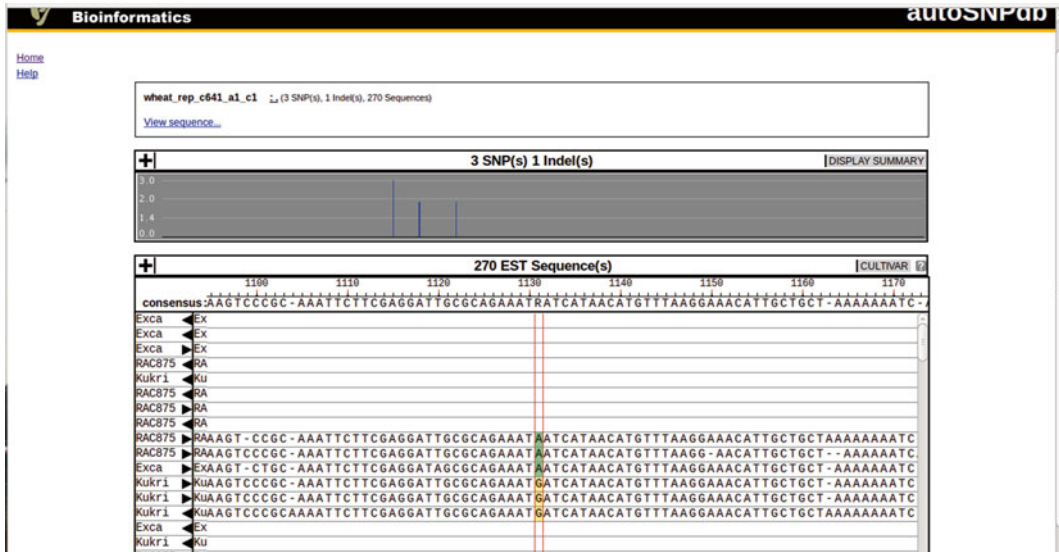 Bioinformatics autoSNPdb
Home
Help
wheat_rep_c641_a1_c1 :. (3 SNP(s), 1 Indel(s), 270 Sequences)
View sequence...
+ 3 SNP(s) 1 Indel(s) DISPLAY SUMMARY
3.0
2.0
1.4
0.0
+ 270 EST Sequence(s) CULTIVAR ?
1100 1110 1120 1130 1140 1150 1160 1170
consensus:AAGTCCCGC-AAATTCTTCGAGGATTGCGCAGAAATRATCATAACATGTTTAAGGAAACATTGCTGCT-AAAAAAATC-A
Exca Ex
Exca Ex
Exca Ex
RAC875 RA
Kukri Ku
RAC875 RA
RAC875 RA
RAC875 RA
RAC875 RAAAGT-CCGC-AAATTCTTCGAGGATTGCGCAGAAATAATCATAACATGTTTAAGGAAACATTGCTGCTAAAAAAAATC
RAC875 RAAAGTCCCGC-AAATTCTTCGAGGATTGCGCAGAAATAATCATAACATGTTTAAGG-AACATTGCTGCT--AAAAAATC
Exca ExAAGT-CTGC-AAATTCTTCGAGGATAGCGCAGAAATAATCATAACATGTTTAAGGAAACATTGCTGCT-AAAAAAATC
Kukri KuAAGTCCCGC-AAATTCTTCGAGGATTGCGCAGAAATGATCATAACATGTTTAAGGAAACATTGCTGCT-AAAAAAATC
Kukri KuAAGTCCCGC-AAATTCTTCGAGGATTGCGCAGAAATGATCATAACATGTTTAAGGAAACATTGCTGCT-AAAAAAATC
Kukri KuAAGTCCCGCAAAATTCTTCGAGGATTGCGCAGAAATGATCATAACATGTTTAAGGAAACATTGCTGCTAAAAAAAATC
Exca Ex
Kukri Ku